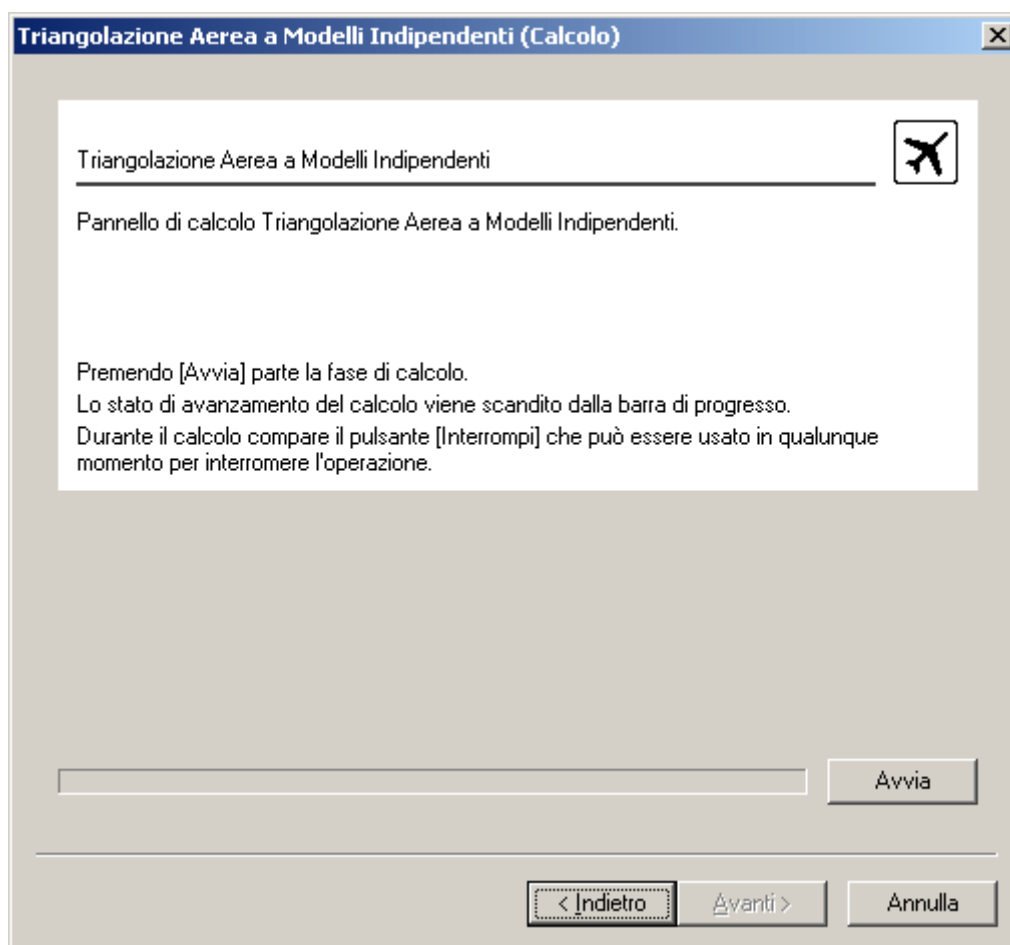 Triangolazione Aerea a Modelli Indipendenti (Calcolo)
Triangolazione Aerea a Modelli Indipendenti
Pannello di calcolo Triangolazione Aerea a Modelli Indipendenti.
Premendo [Avvia] parte la fase di calcolo.
Lo stato di avanzamento del calcolo viene scandito dalla barra di progresso.
Durante il calcolo compare il pulsante [Interrompi] che può essere usato in qualunque
momento per interromere l'operazione.
Avvia
< Indietro
Avanti >
Annulla